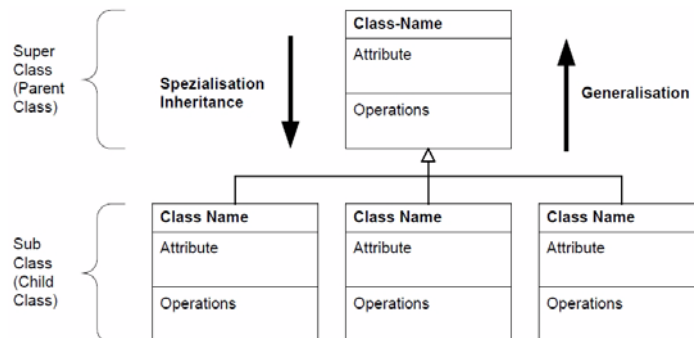 Super
Class
(Parent
Class)
Spezialisation
Inheritance
Class-Name
Attribute
Operations
Generalisation
Sub
Class
(Child
Class)
Class Name
Attribute
Operations
Class Name
Attribute
Operations
Class Name
Attribute
Operations